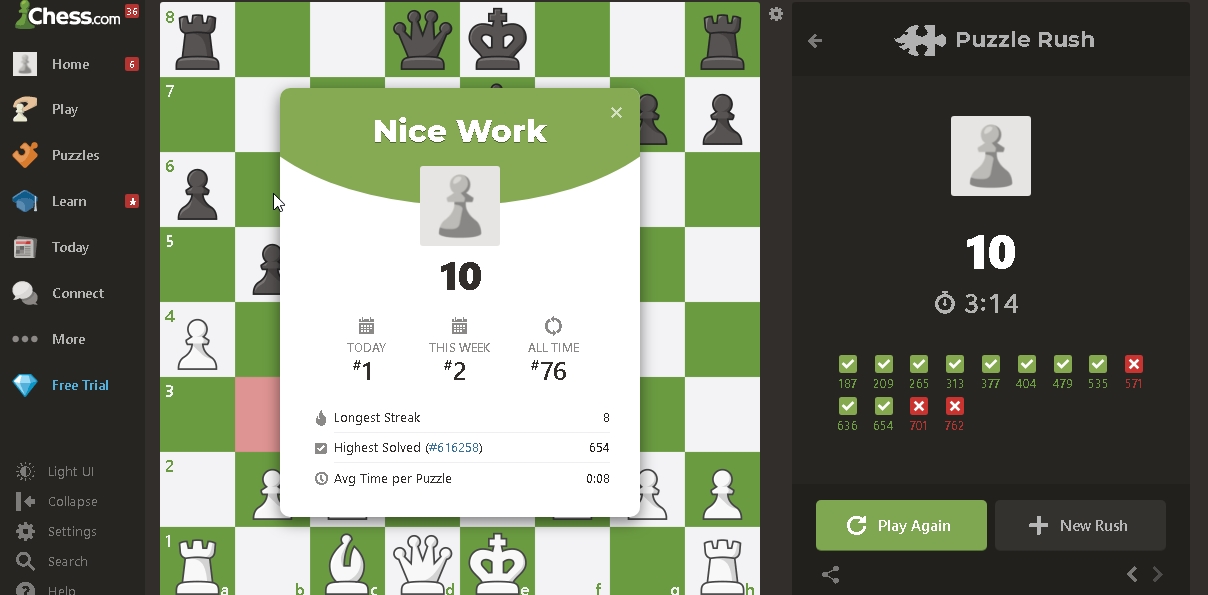 Chess.com 36
Home 6
Play
Puzzles
Learn
Today
Connect
More
Free Trial
Light UI
Collapse
Settings
Search
Help
8
7
6
5
4
3
2
1
a b c d e f g h
Nice Work
×
10
TODAY THIS WEEK ALL TIME
#1 #2 #76
Longest Streak 8
Highest Solved (#616258) 654
Avg Time per Puzzle 0:08
Puzzle Rush
10
3:14
187 209 265 313 377 404 479 535 571
636 654 701 762
Play Again
New Rush